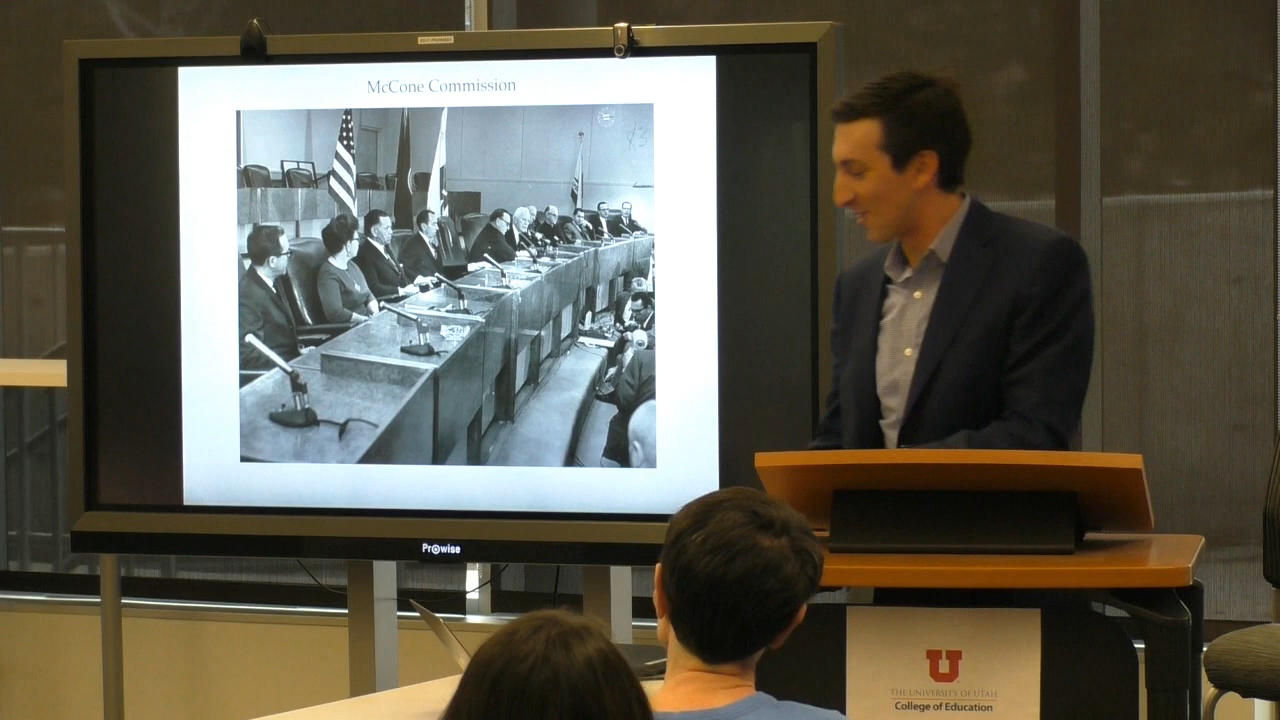 McCone Commission
Prowise
U
THE UNIVERSITY OF UTAH
College of Education